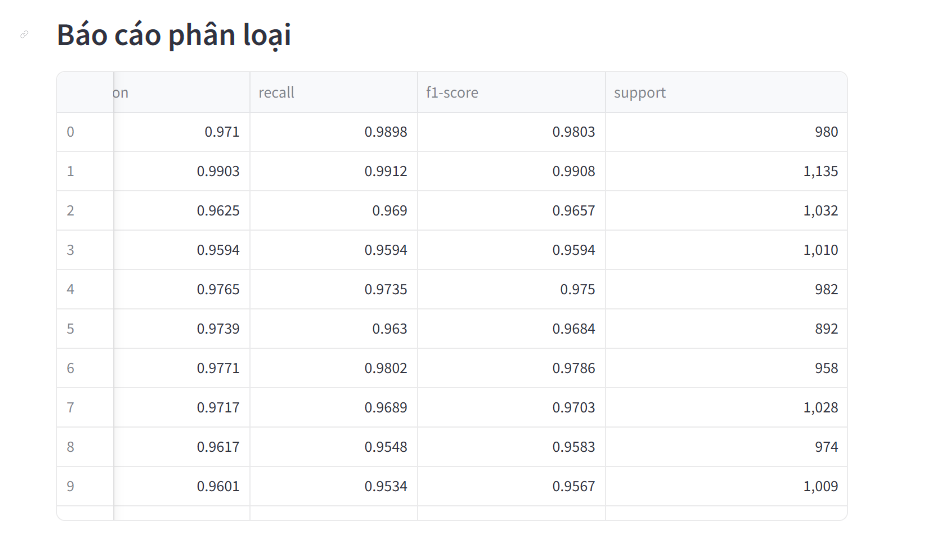 Báo cáo phân loại
on recall f1-score support
0 0.971 0.9898 0.9803 980
1 0.9903 0.9912 0.9908 1,135
2 0.9625 0.969 0.9657 1,032
3 0.9594 0.9594 0.9594 1,010
4 0.9765 0.9735 0.975 982
5 0.9739 0.963 0.9684 892
6 0.9771 0.9802 0.9786 958
7 0.9717 0.9689 0.9703 1,028
8 0.9617 0.9548 0.9583 974
9 0.9601 0.9534 0.9567 1,009